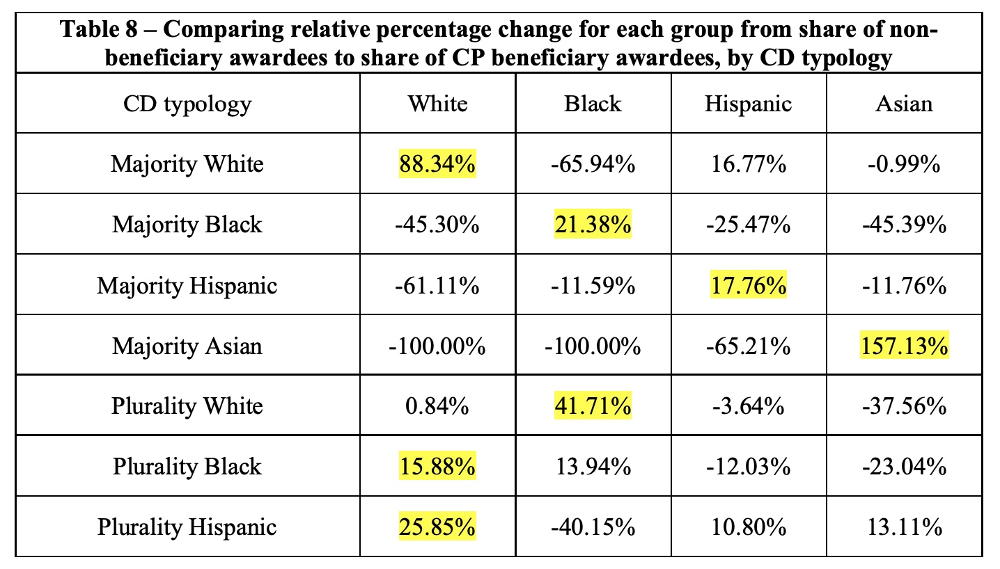 Table 8 – Comparing relative percentage change for each group from share of non-
beneficiary awardees to share of CP beneficiary awardees, by CD typology
CD typology White Black Hispanic Asian
Majority White 88.34% -65.94% 16.77% -0.99%
Majority Black -45.30% 21.38% -25.47% -45.39%
Majority Hispanic -61.11% -11.59% 17.76% -11.76%
Majority Asian -100.00% -100.00% -65.21% 157.13%
Plurality White 0.84% 41.71% -3.64% -37.56%
Plurality Black 15.88% 13.94% -12.03% -23.04%
Plurality Hispanic 25.85% -40.15% 10.80% 13.11%